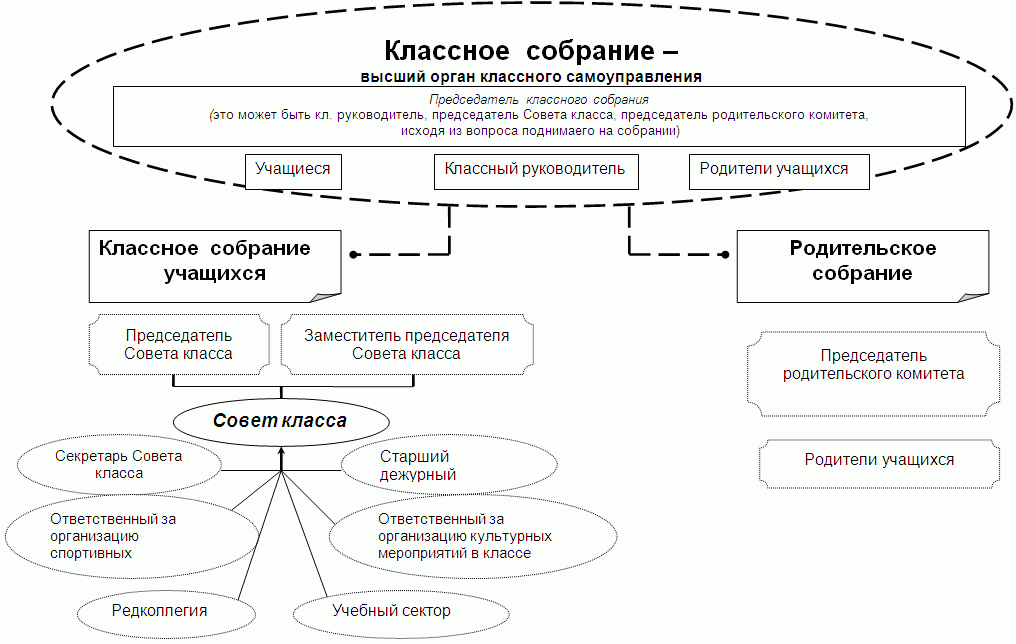 Классное собрание –
высший орган классного самоуправления
Председатель классного собрания
(это может быть кл. руководитель, председатель Совета класса, председатель родительского комитета,
исходя из вопроса поднимаего на собрании)
Учащиеся
Классный руководитель
Родители учащихся
Классное собрание
учащихся
Родительское
собрание
Председатель
Совета класса
Заместитель председателя
Совета класса
Председатель
родительского комитета
Совет класса
Секретарь Совета
класса
Старший
дежурный
Родители учащихся
Ответственный за
организацию
спортивных
Ответственный за
организацию культурных
мероприятий в классе
Редколлегия
Учебный сектор